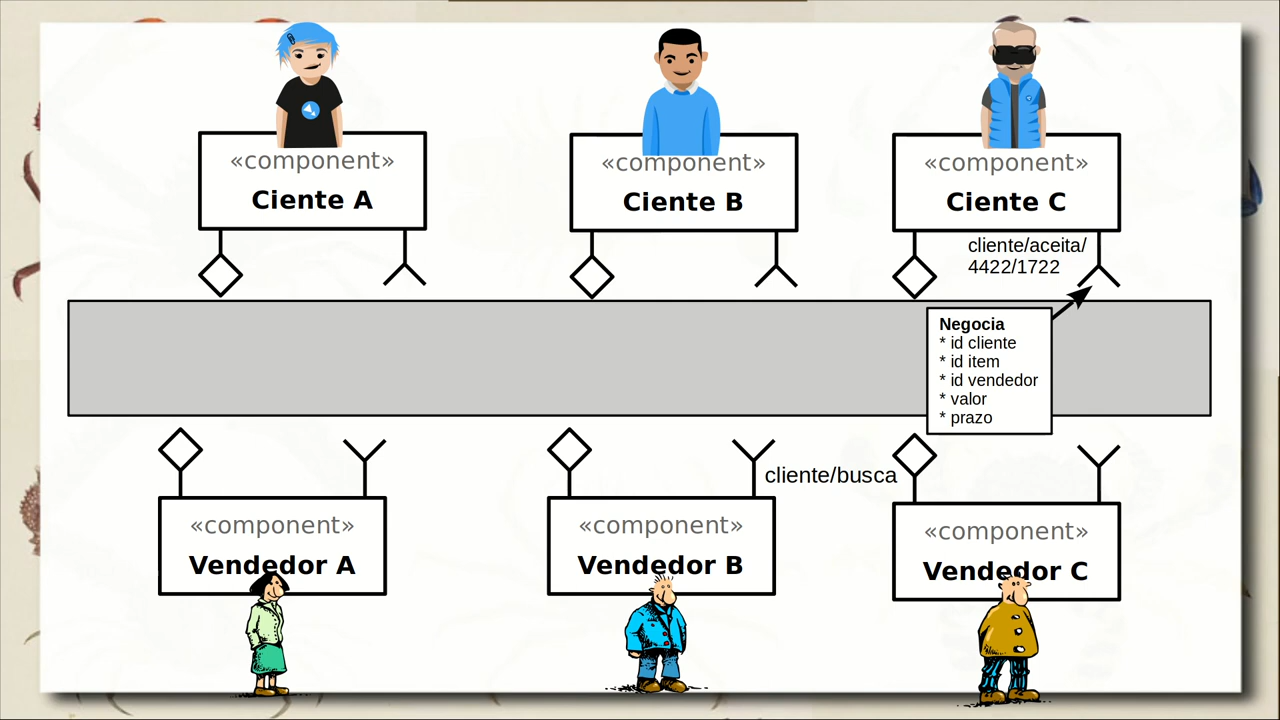 «component»
Ciente A
«component»
Ciente B
«component»
Ciente C
cliente/aceita/
4422/1722
Negocia
* id cliente
* id item
* id vendedor
* valor
* prazo
cliente/busca
«component»
Vendedor A
«component»
Vendedor B
«component»
Vendedor C